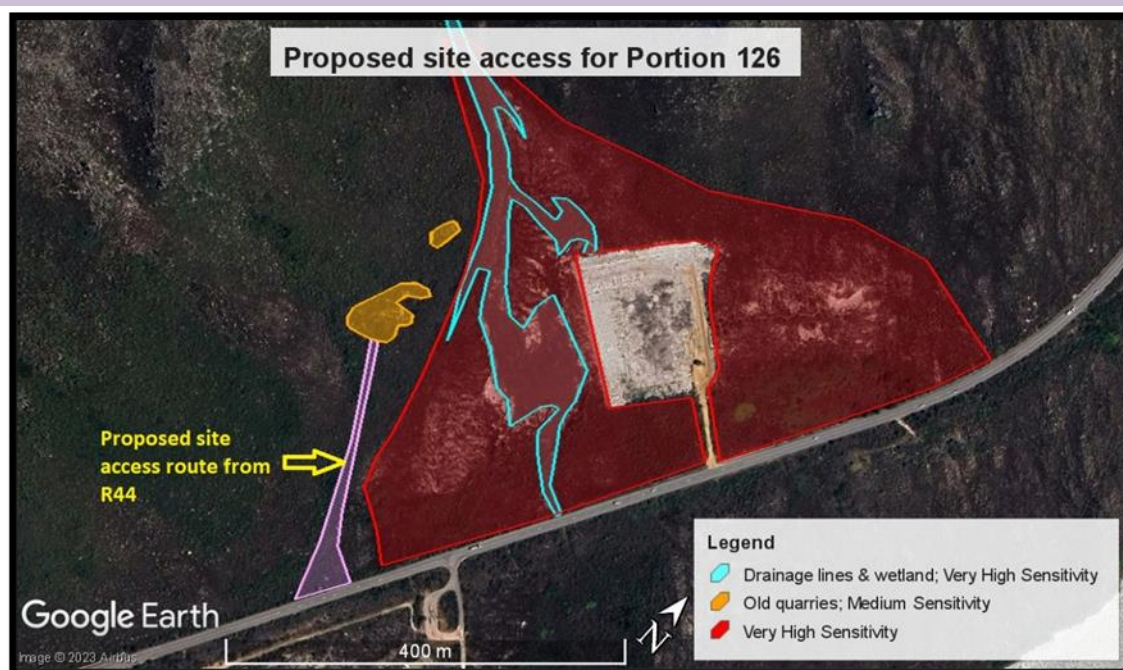 Proposed site access for Portion 126
Proposed site
access route from
R44
Legend
Drainage lines & wetland; Very High Sensitivity
Old quarries; Medium Sensitivity
Very High Sensitivity
Google Earth
Image © 2023 Airbus
400 m
N